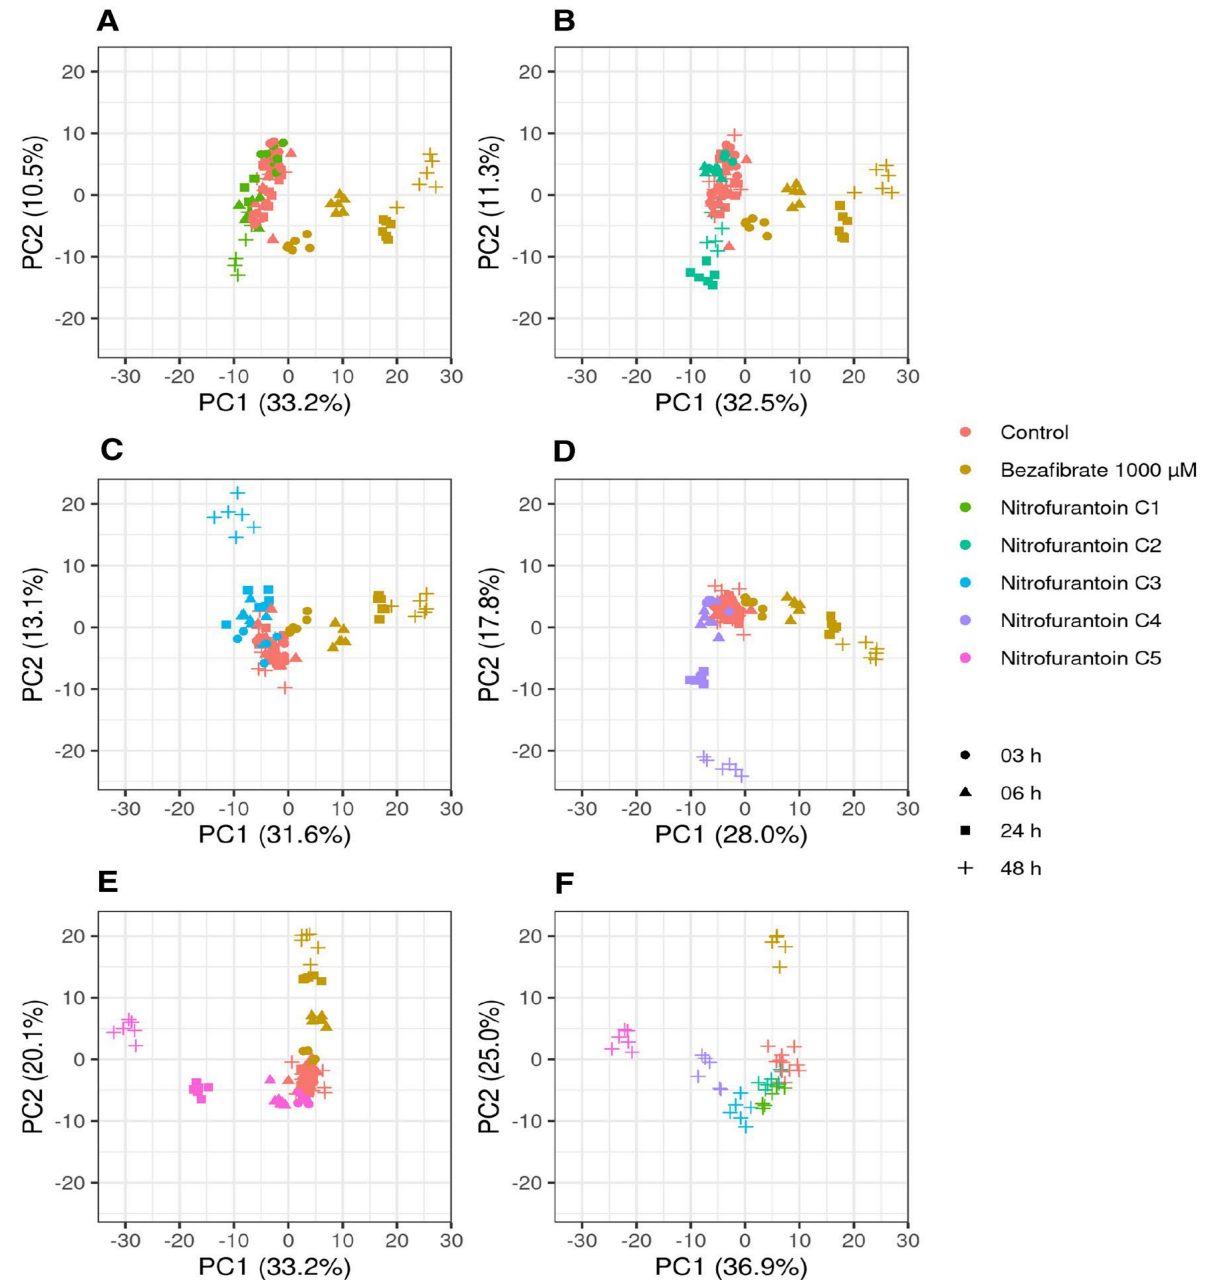 A
B
20
10
0
-10
-20
PC2 (10.5%)
-30 -20 -10 0 10 20 30
PC1 (33.2%)
20
10
0
-10
-20
PC2 (11.3%)
-30 -20 -10 0 10 20 30
PC1 (32.5%)
C
D
20
10
0
-10
-20
PC2 (13.1%)
-30 -20 -10 0 10 20 30
PC1 (31.6%)
20
10
0
-10
-20
PC2 (17.8%)
-30 -20 -10 0 10 20 30
PC1 (28.0%)
Control
Bezafibrate 1000 µM
Nitrofurantoin C1
Nitrofurantoin C2
Nitrofurantoin C3
Nitrofurantoin C4
Nitrofurantoin C5
03 h
06 h
24 h
48 h
E
F
20
10
0
-10
-20
PC2 (20.1%)
-30 -20 -10 0 10 20 30
PC1 (33.2%)
20
10
0
-10
-20
PC2 (25.0%)
-30 -20 -10 0 10 20 30
PC1 (36.9%)